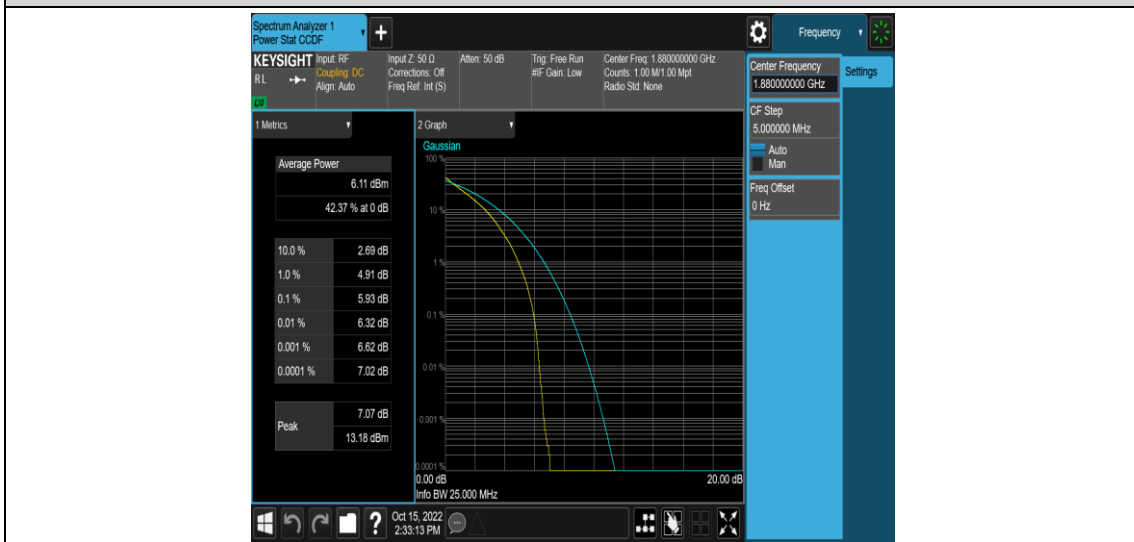 Spectrum Analyzer 1
Power Stat CCDF
+
Frequency
KEYSIGHT
RL
Input: RF
Coupling: DC
Align: Auto
Input Z: 50 Ω
Corrections: Off
Freq Ref: Int (S)
Atten: 50 dB
Trig: Free Run
#IF Gain: Low
Center Freq: 1.880000000 GHz
Counts: 1.00 M/1.00 Mpt
Radio Std: None
Center Frequency
1.880000000 GHz
Settings
CF Step
5.000000 MHz
Auto
Man
Freq Offset
0 Hz
1 Metrics
Average Power
6.11 dBm
42.37 % at 0 dB
10.0 % 2.69 dB
1.0 % 4.91 dB
0.1 % 5.93 dB
0.01 % 6.32 dB
0.001 % 6.62 dB
0.0001 % 7.02 dB
Peak
7.07 dB
13.18 dBm
2 Graph
Gaussian
100 %
10 %
1 %
0.1 %
0.01 %
0.001 %
0.0001 %
0.00 dB 20.00 dB
Info BW 25.000 MHz
?
Oct 15, 2022
2:33:13 PM